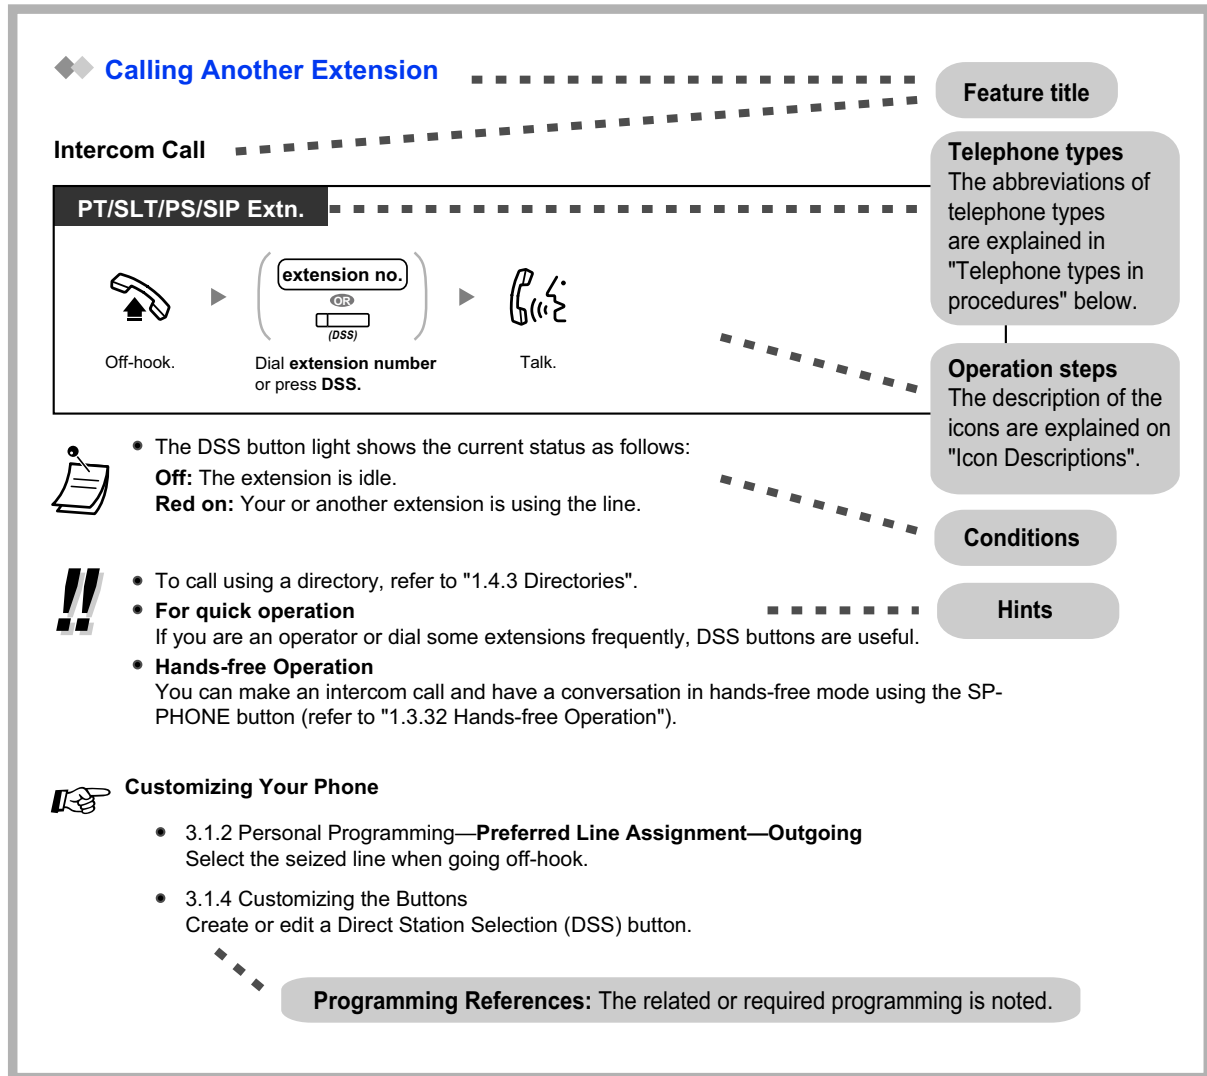 Calling Another Extension
Feature title
Intercom Call
Telephone types
The abbreviations of
telephone types
are explained in
"Telephone types in
procedures" below.
PT/SLT/PS/SIP Extn.
extension no.
OR
(DSS)
Off-hook.
Dial extension number
or press DSS.
Talk.
Operation steps
The description of the
icons are explained on
"Icon Descriptions".
• The DSS button light shows the current status as follows:
Off: The extension is idle.
Red on: Your or another extension is using the line.
Conditions
!!
• To call using a directory, refer to "1.4.3 Directories".
• For quick operation
If you are an operator or dial some extensions frequently, DSS buttons are useful.
Hints
• Hands-free Operation
You can make an intercom call and have a conversation in hands-free mode using the SP-
PHONE button (refer to "1.3.32 Hands-free Operation").
Customizing Your Phone
• 3.1.2 Personal Programming—Preferred Line Assignment—Outgoing
Select the seized line when going off-hook.
• 3.1.4 Customizing the Buttons
Create or edit a Direct Station Selection (DSS) button.
Programming References: The related or required programming is noted.